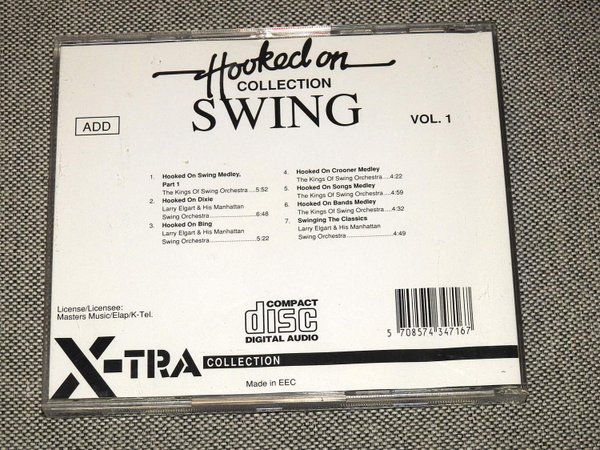 Hooked on
COLLECTION
SWING
ADD
VOL. 1
1. Hooked On Swing Medley,
Part 1
The Kings Of Swing Orchestra....5:52
2. Hooked On Dixie
Larry Elgart & His Manhattan
Swing Orchestra......................6:48
3. Hooked On Bing
Larry Elgart & His Manhattan
Swing Orchestra......................5:22
4. Hooked On Crooner Medley
The Kings Of Swing Orchestra....4:22
5. Hooked On Songs Medley
The Kings Of Swing Orchestra....4:59
6. Hooked On Bands Medley
The Kings Of Swing Orchestra....4:32
7. Swinging The Classics
Larry Elgart & His Manhattan
Swing Orchestra......................4:49
License/Licensee:
Masters Music/Elap/K-Tel.
COMPACT
disc
DIGITAL AUDIO
5 708574 347167
X-TRA COLLECTION
Made in EEC